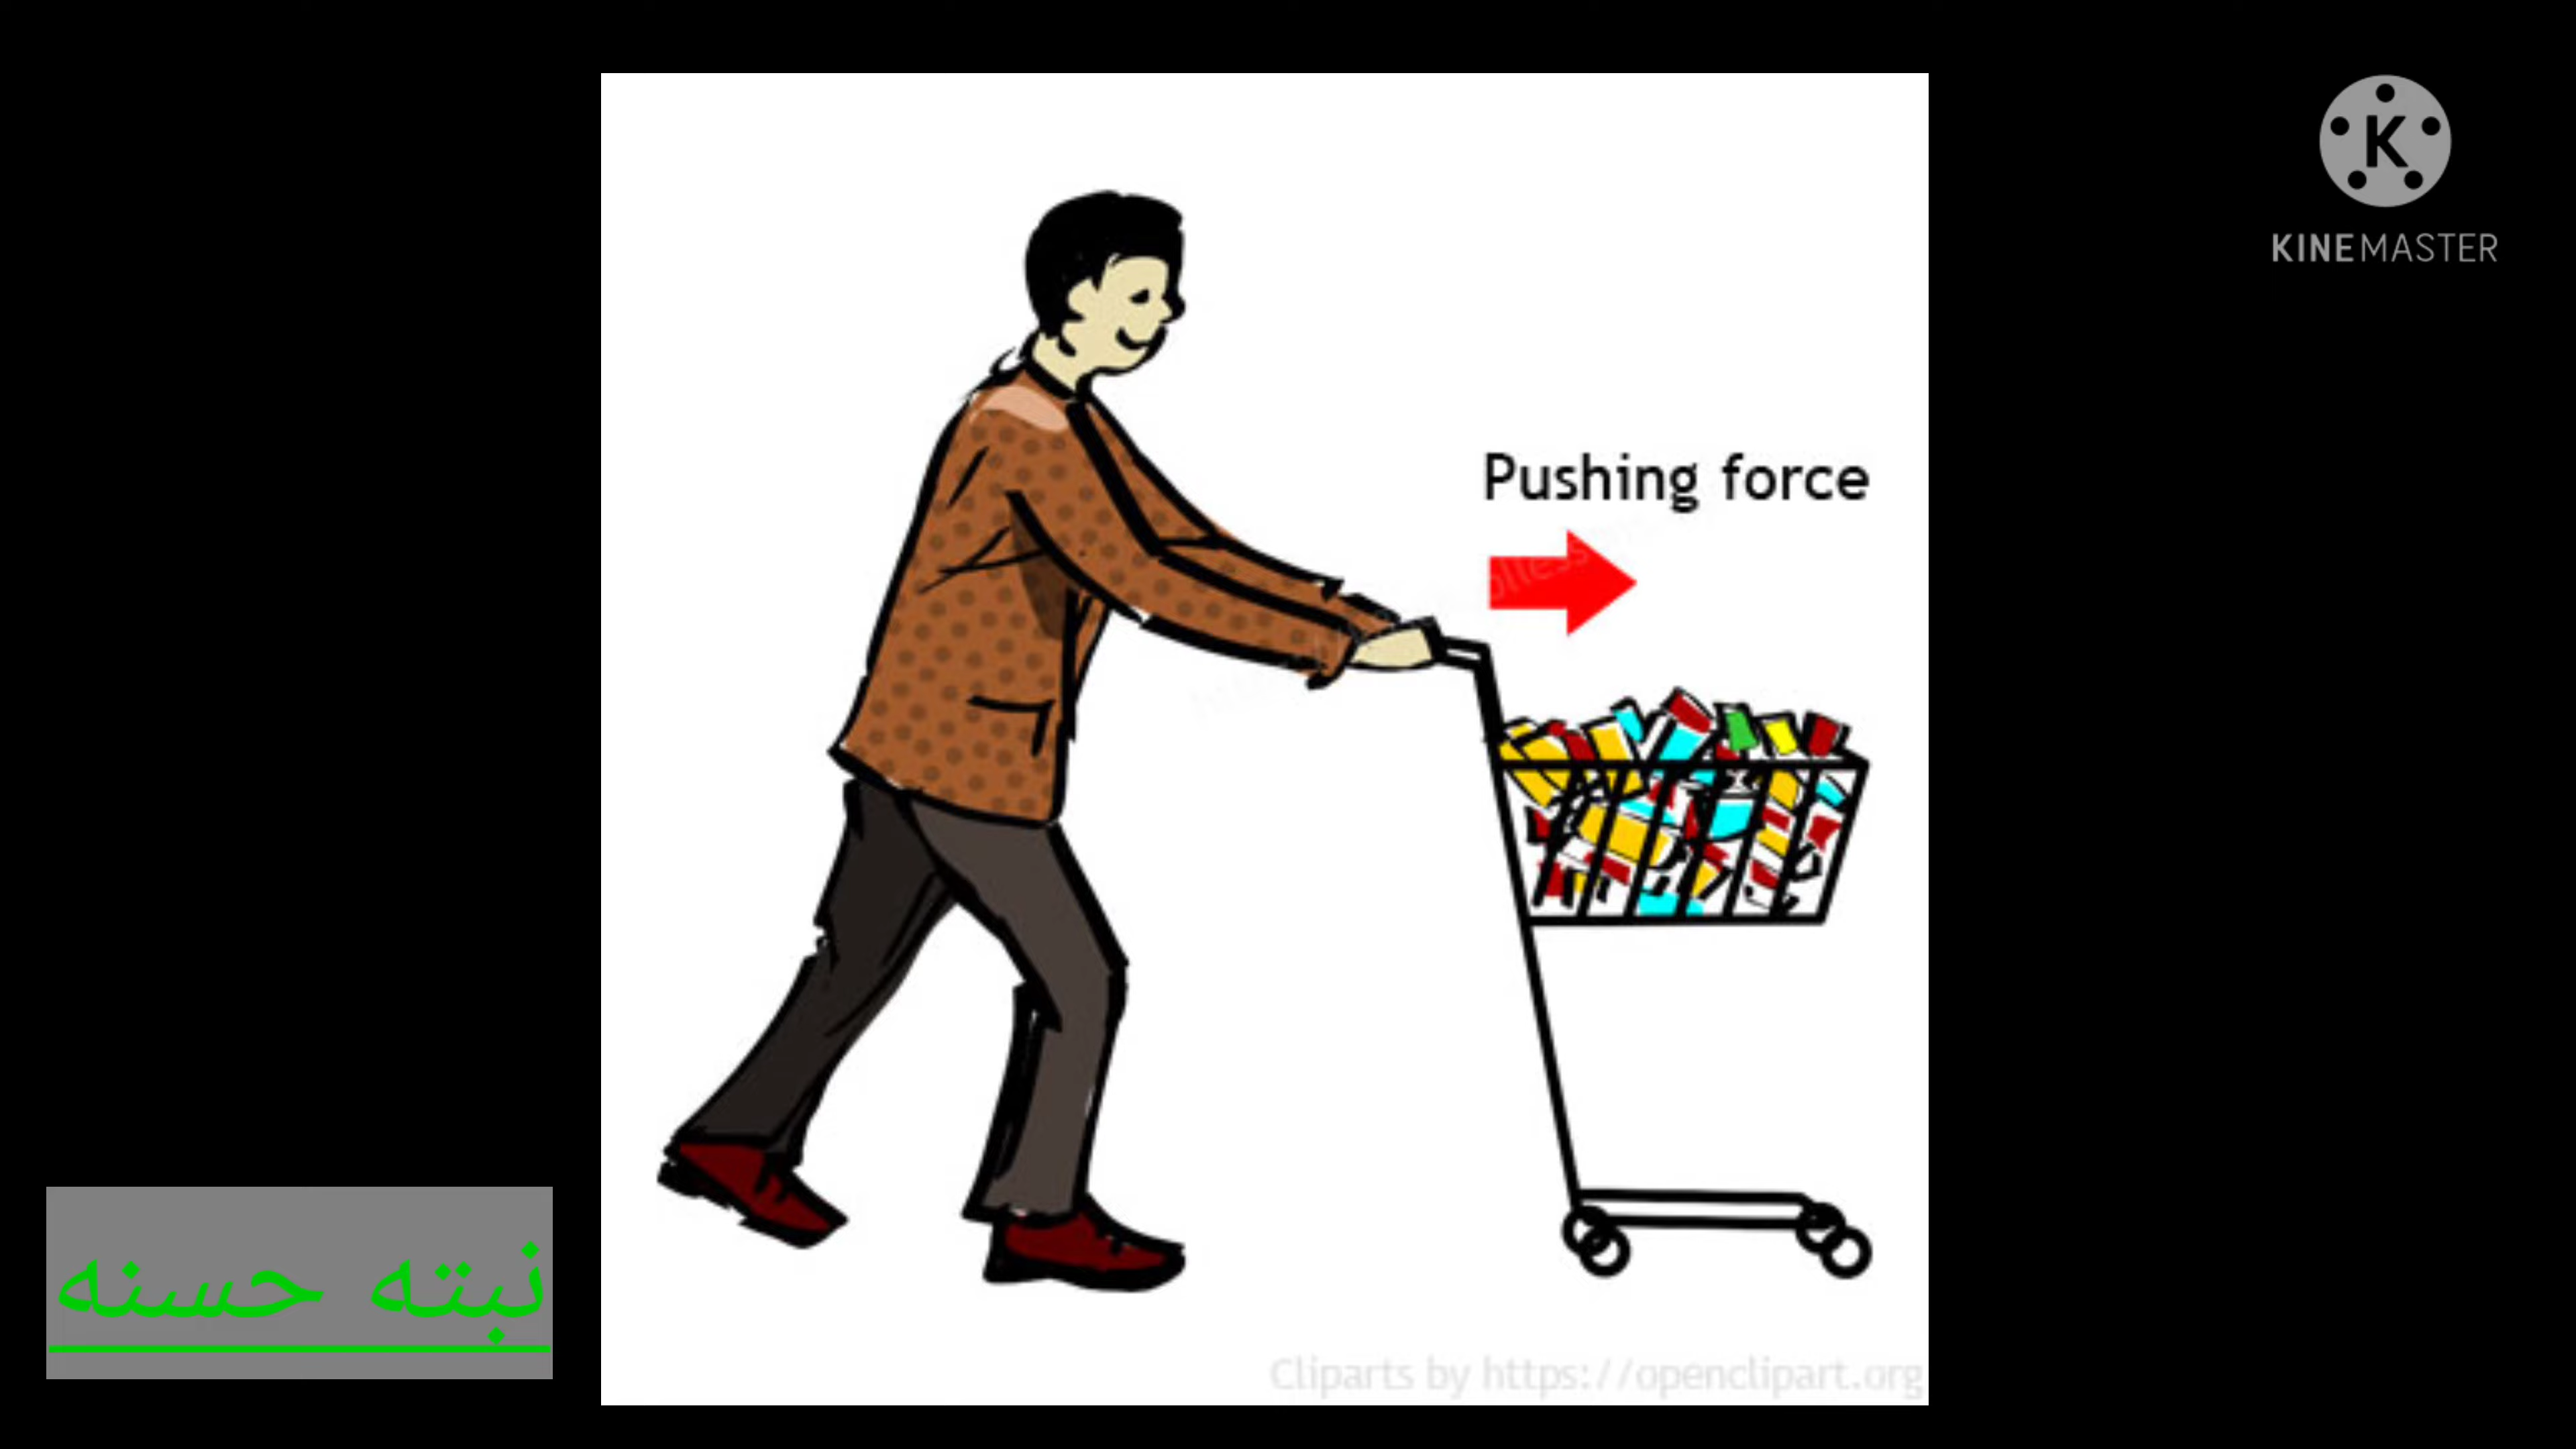 KINEMASTER
Pushing force
نبته حسنه
Cliparts by https://openclipart.org